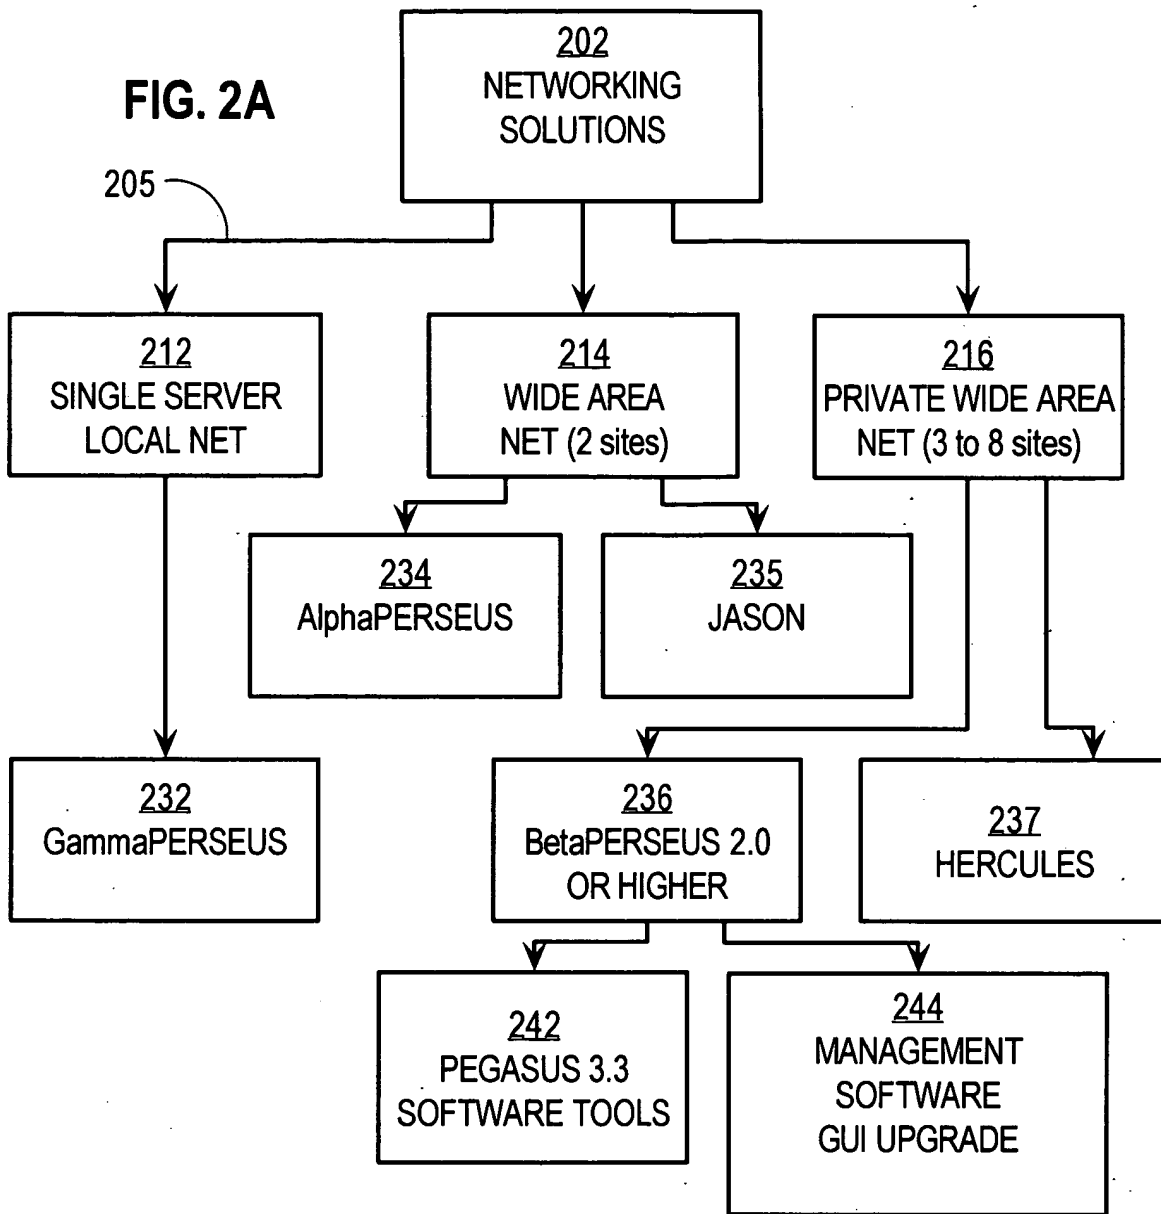 FIG. 2A
202
NETWORKING
SOLUTIONS
205
212
SINGLE SERVER
LOCAL NET
214
WIDE AREA
NET (2 sites)
216
PRIVATE WIDE AREA
NET (3 to 8 sites)
234
AlphaPERSEUS
235
JASON
232
GammaPERSEUS
236
BetaPERSEUS 2.0
OR HIGHER
237
HERCULES
242
PEGASUS 3.3
SOFTWARE TOOLS
244
MANAGEMENT
SOFTWARE
GUI UPGRADE